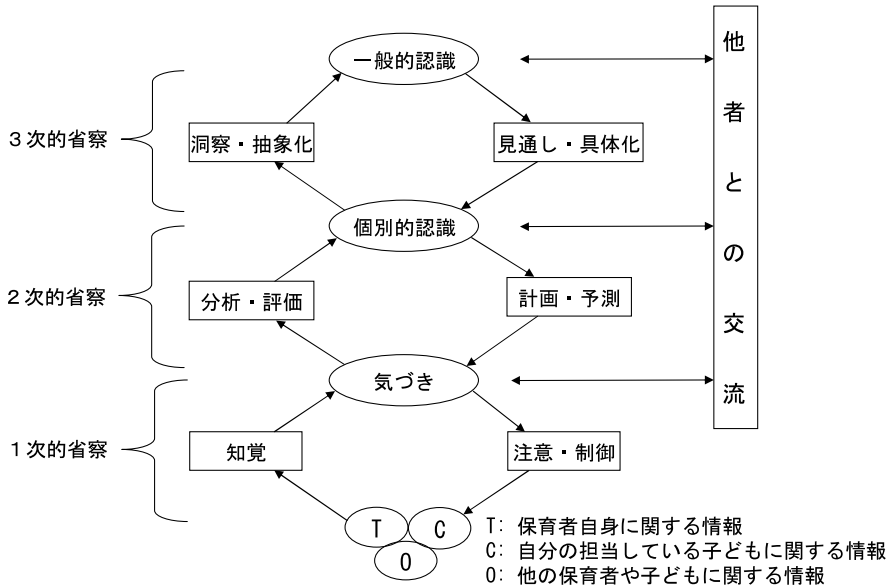 一般的認識
3次的省察
洞察・抽象化
見通し・具体化
個別的認識
2次的省察
分析・評価
計画・予測
気づき
1次的省察
知覚
注意・制御
T
C
O
他者との交流
T: 保育者自身に関する情報
C: 自分の担当している子どもに関する情報
O: 他の保育者や子どもに関する情報